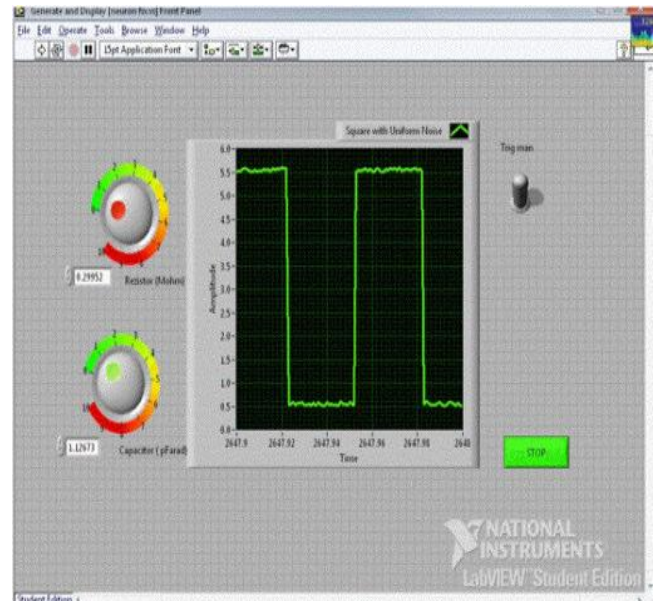 Generate and Display [neuron fxivo] Front Panel
File Edit Operate Tools Browse Window Help
15pt Application Font
Square with Uniform Noise
Trig man
6.0
5.5
5.0
4.5
4.0
3.5
3.0
2.5
2.0
1.5
1.0
0.5
0.0
Amplitude
2647.9 2647.92 2647.94 2647.96 2647.98 2648
Time
0.29952
Rezistor (Mohm)
1.12673
Capacitor ( pFarad)
STOP
NATIONAL
INSTRUMENTS
LabVIEW™ Student Edition
Student Edition